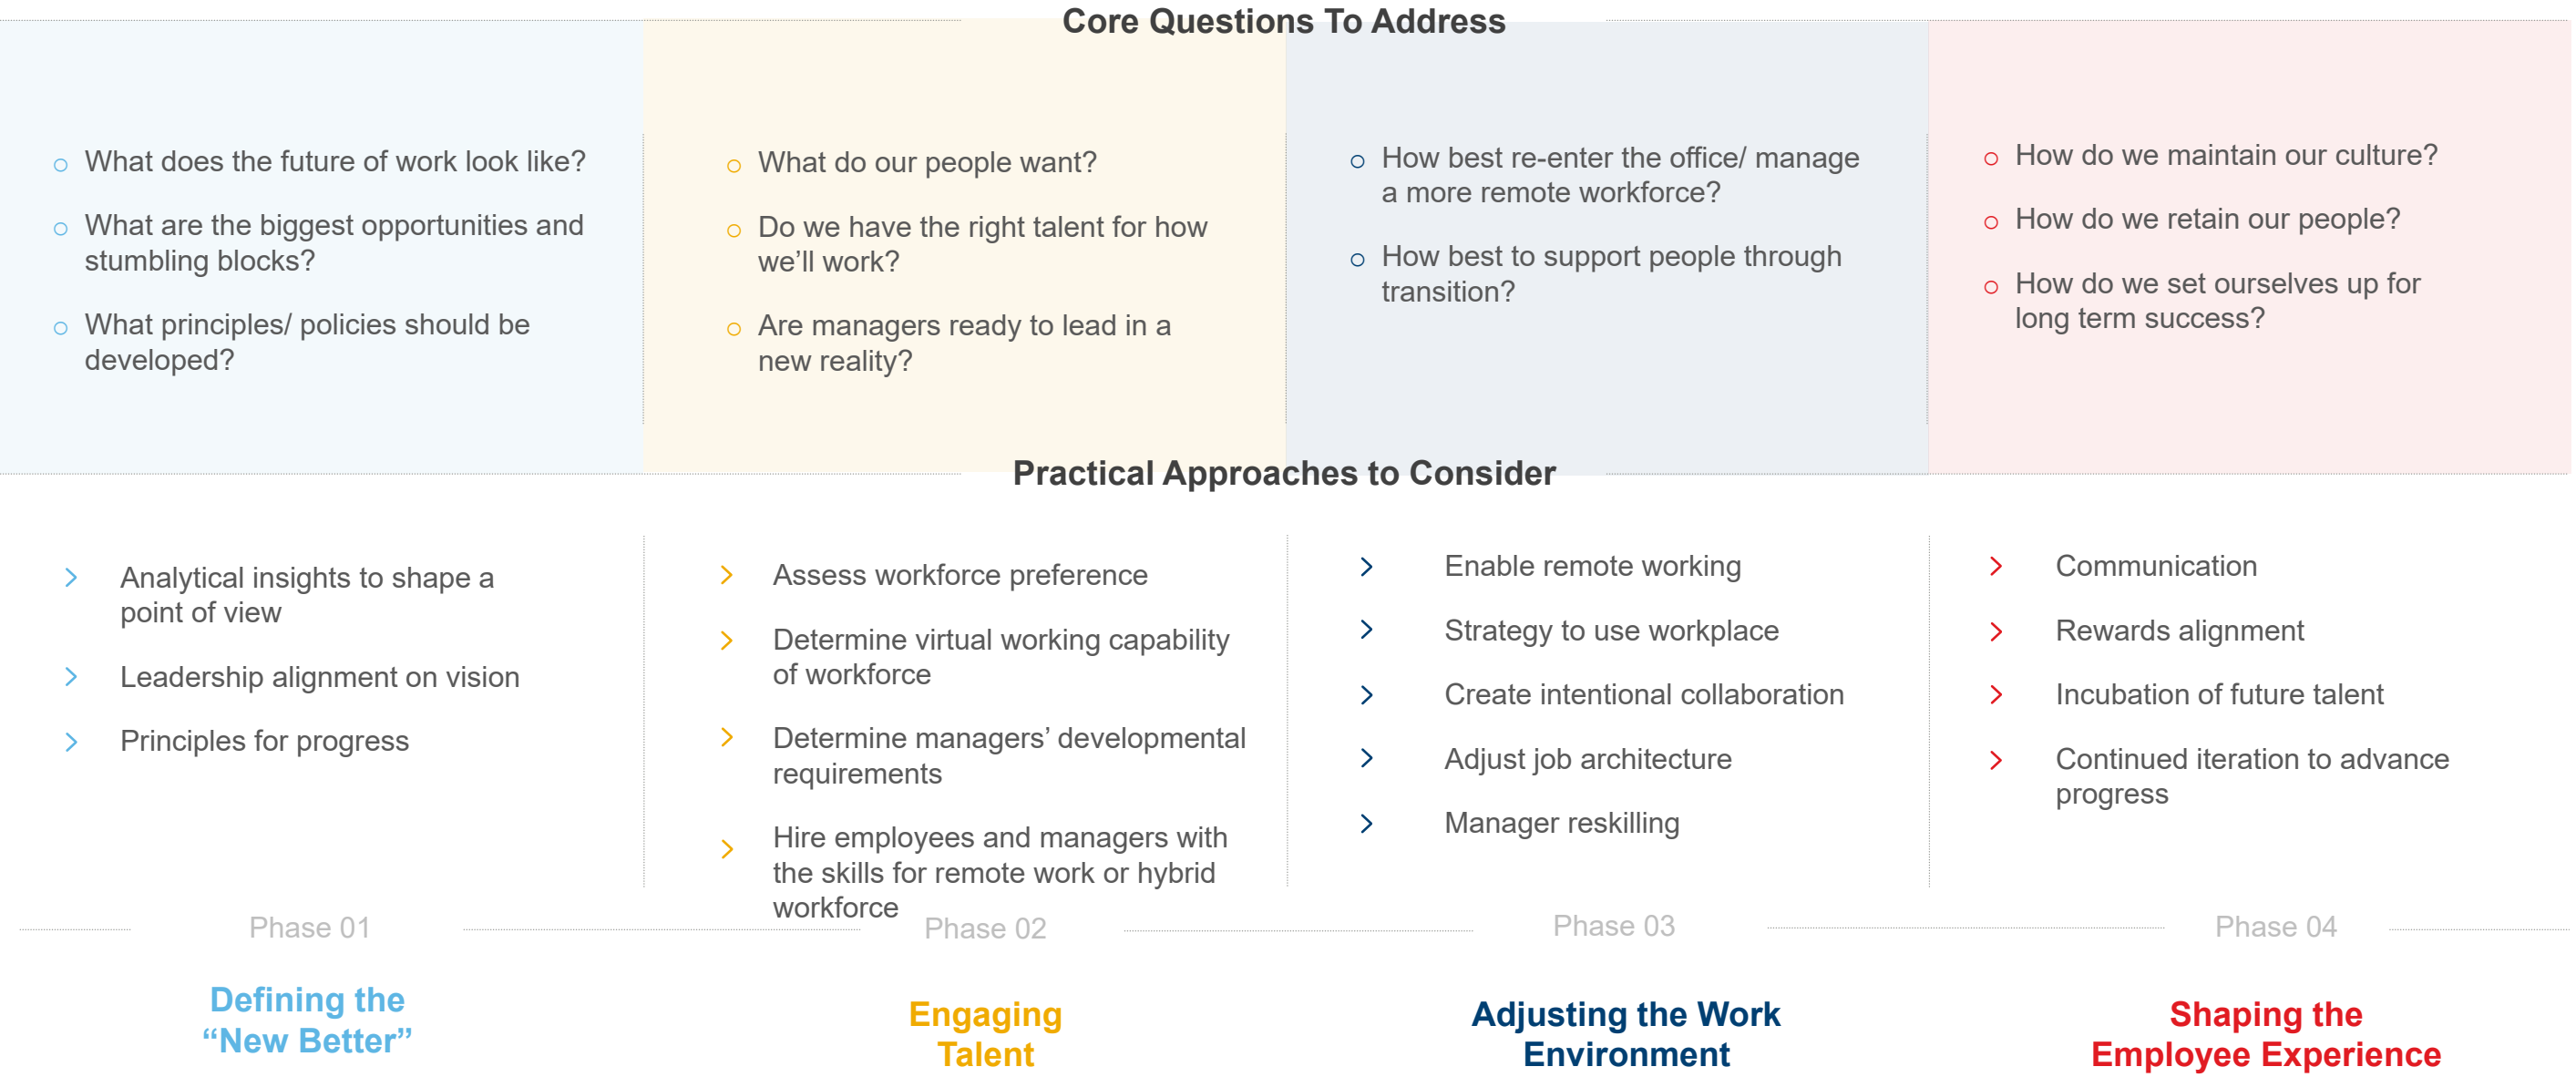 Core Questions To Address
What does the future of work look like?
What are the biggest opportunities and
stumbling blocks?
What principles/ policies should be
developed?
What do our people want?
Do we have the right talent for how
we’ll work?
Are managers ready to lead in a
new reality?
How best re-enter the office/ manage
a more remote workforce?
How best to support people through
transition?
How do we maintain our culture?
How do we retain our people?
How do we set ourselves up for
long term success?
Practical Approaches to Consider
Analytical insights to shape a
point of view
Leadership alignment on vision
Principles for progress
Assess workforce preference
Determine virtual working capability
of workforce
Determine managers’ developmental
requirements
Hire employees and managers with
the skills for remote work or hybrid
workforce
Enable remote working
Strategy to use workplace
Create intentional collaboration
Adjust job architecture
Manager reskilling
Communication
Rewards alignment
Incubation of future talent
Continued iteration to advance
progress
Phase 01
Defining the
“New Better”
Phase 02
Engaging
Talent
Phase 03
Adjusting the Work
Environment
Phase 04
Shaping the
Employee Experience